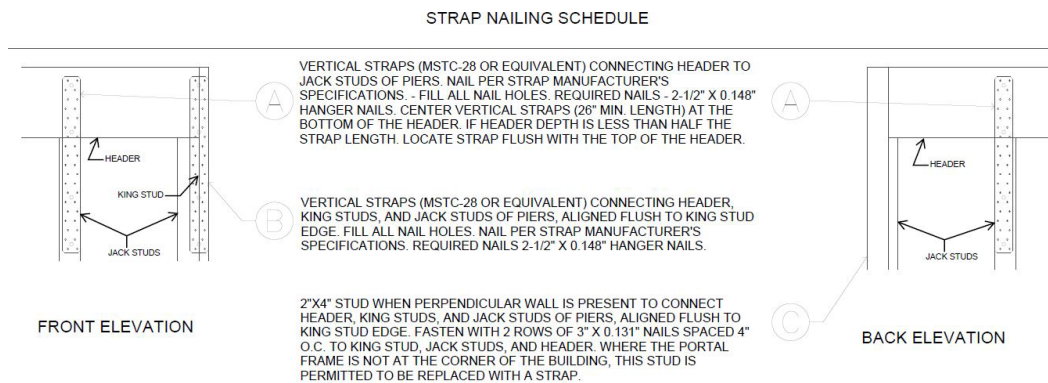 STRAP NAILING SCHEDULE
A
VERTICAL STRAPS (MSTC-28 OR EQUIVALENT) CONNECTING HEADER TO
JACK STUDS OF PIERS. NAIL PER STRAP MANUFACTURER'S
SPECIFICATIONS. - FILL ALL NAIL HOLES. REQUIRED NAILS - 2-1/2" X 0.148"
HANGER NAILS. CENTER VERTICAL STRAPS (26" MIN. LENGTH) AT THE
BOTTOM OF THE HEADER. IF HEADER DEPTH IS LESS THAN HALF THE
STRAP LENGTH. LOCATE STRAP FLUSH WITH THE TOP OF THE HEADER.
A
HEADER
KING STUD
JACK STUDS
FRONT ELEVATION
B
VERTICAL STRAPS (MSTC-28 OR EQUIVALENT) CONNECTING HEADER,
KING STUDS, AND JACK STUDS OF PIERS, ALIGNED FLUSH TO KING STUD
EDGE. FILL ALL NAIL HOLES. NAIL PER STRAP MANUFACTURER'S
SPECIFICATIONS. REQUIRED NAILS 2-1/2" X 0.148" HANGER NAILS.
2"X4" STUD WHEN PERPENDICULAR WALL IS PRESENT TO CONNECT
HEADER, KING STUDS, AND JACK STUDS OF PIERS, ALIGNED FLUSH TO
KING STUD EDGE. FASTEN WITH 2 ROWS OF 3" X 0.131" NAILS SPACED 4"
O.C. TO KING STUD, JACK STUDS, AND HEADER. WHERE THE PORTAL
FRAME IS NOT AT THE CORNER OF THE BUILDING, THIS STUD IS
PERMITTED TO BE REPLACED WITH A STRAP.
C
HEADER
JACK STUDS
BACK ELEVATION